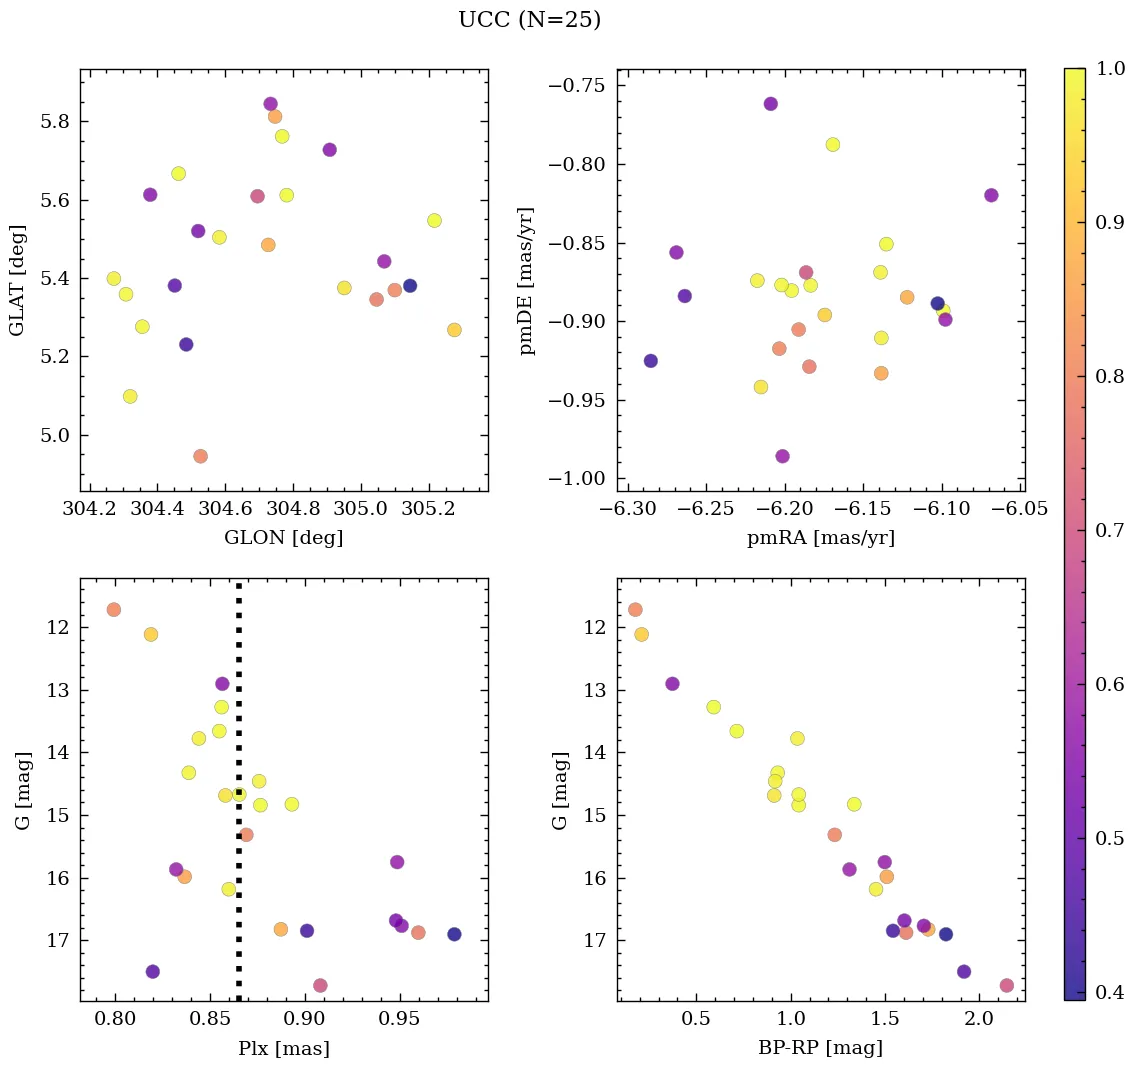 UCC (N=25)
5.8
5.6
5.4
5.2
5.0
GLAT [deg]
304.2 304.4 304.6 304.8 305.0 305.2
GLON [deg]
−0.75
−0.80
−0.85
−0.90
−0.95
−1.00
pmDE [mas/yr]
−6.30 −6.25 −6.20 −6.15 −6.10 −6.05
pmRA [mas/yr]
12
13
14
15
16
17
G [mag]
0.80 0.85 0.90 0.95
Plx [mas]
12
13
14
15
16
17
G [mag]
0.5 1.0 1.5 2.0
BP-RP [mag]
1.0
0.9
0.8
0.7
0.6
0.5
0.4